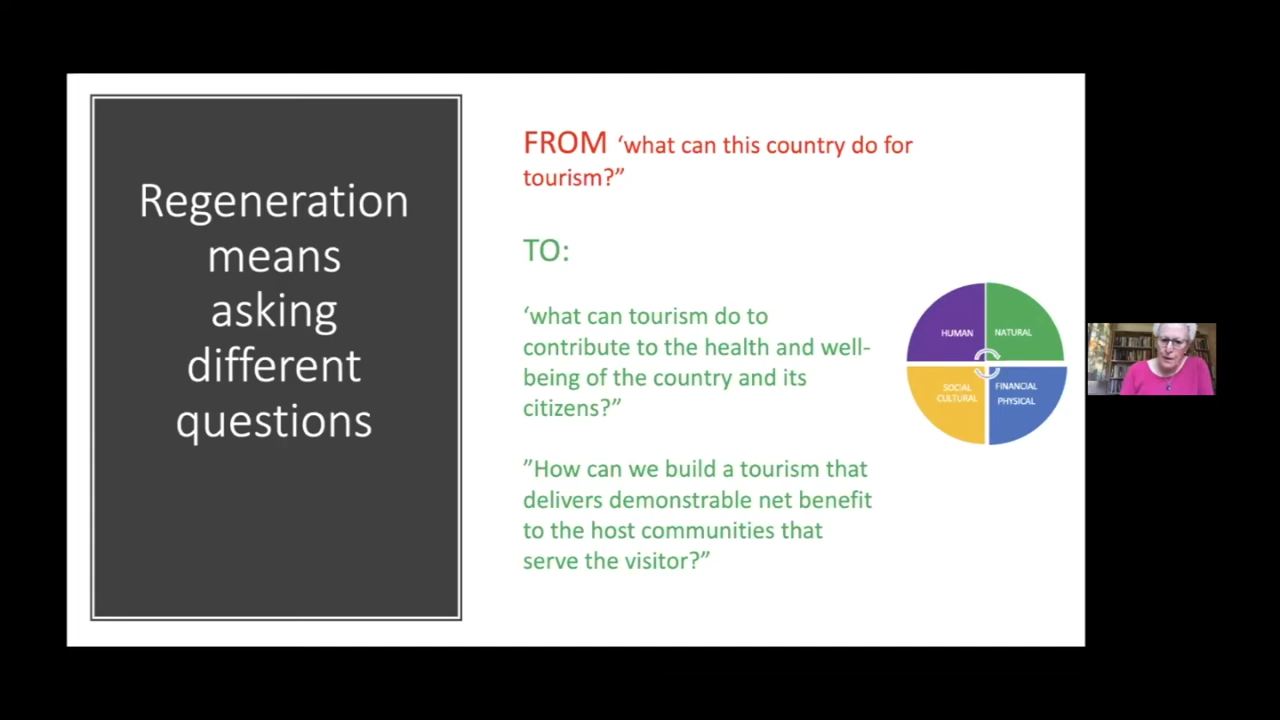 Regeneration
means
asking
different
questions
FROM ‘what can this country do for
tourism?”
TO:
‘what can tourism do to
contribute to the health and well-
being of the country and its
citizens?”
”How can we build a tourism that
delivers demonstrable net benefit
to the host communities that
serve the visitor?”
HUMAN
NATURAL
SOCIAL
CULTURAL
FINANCIAL
PHYSICAL